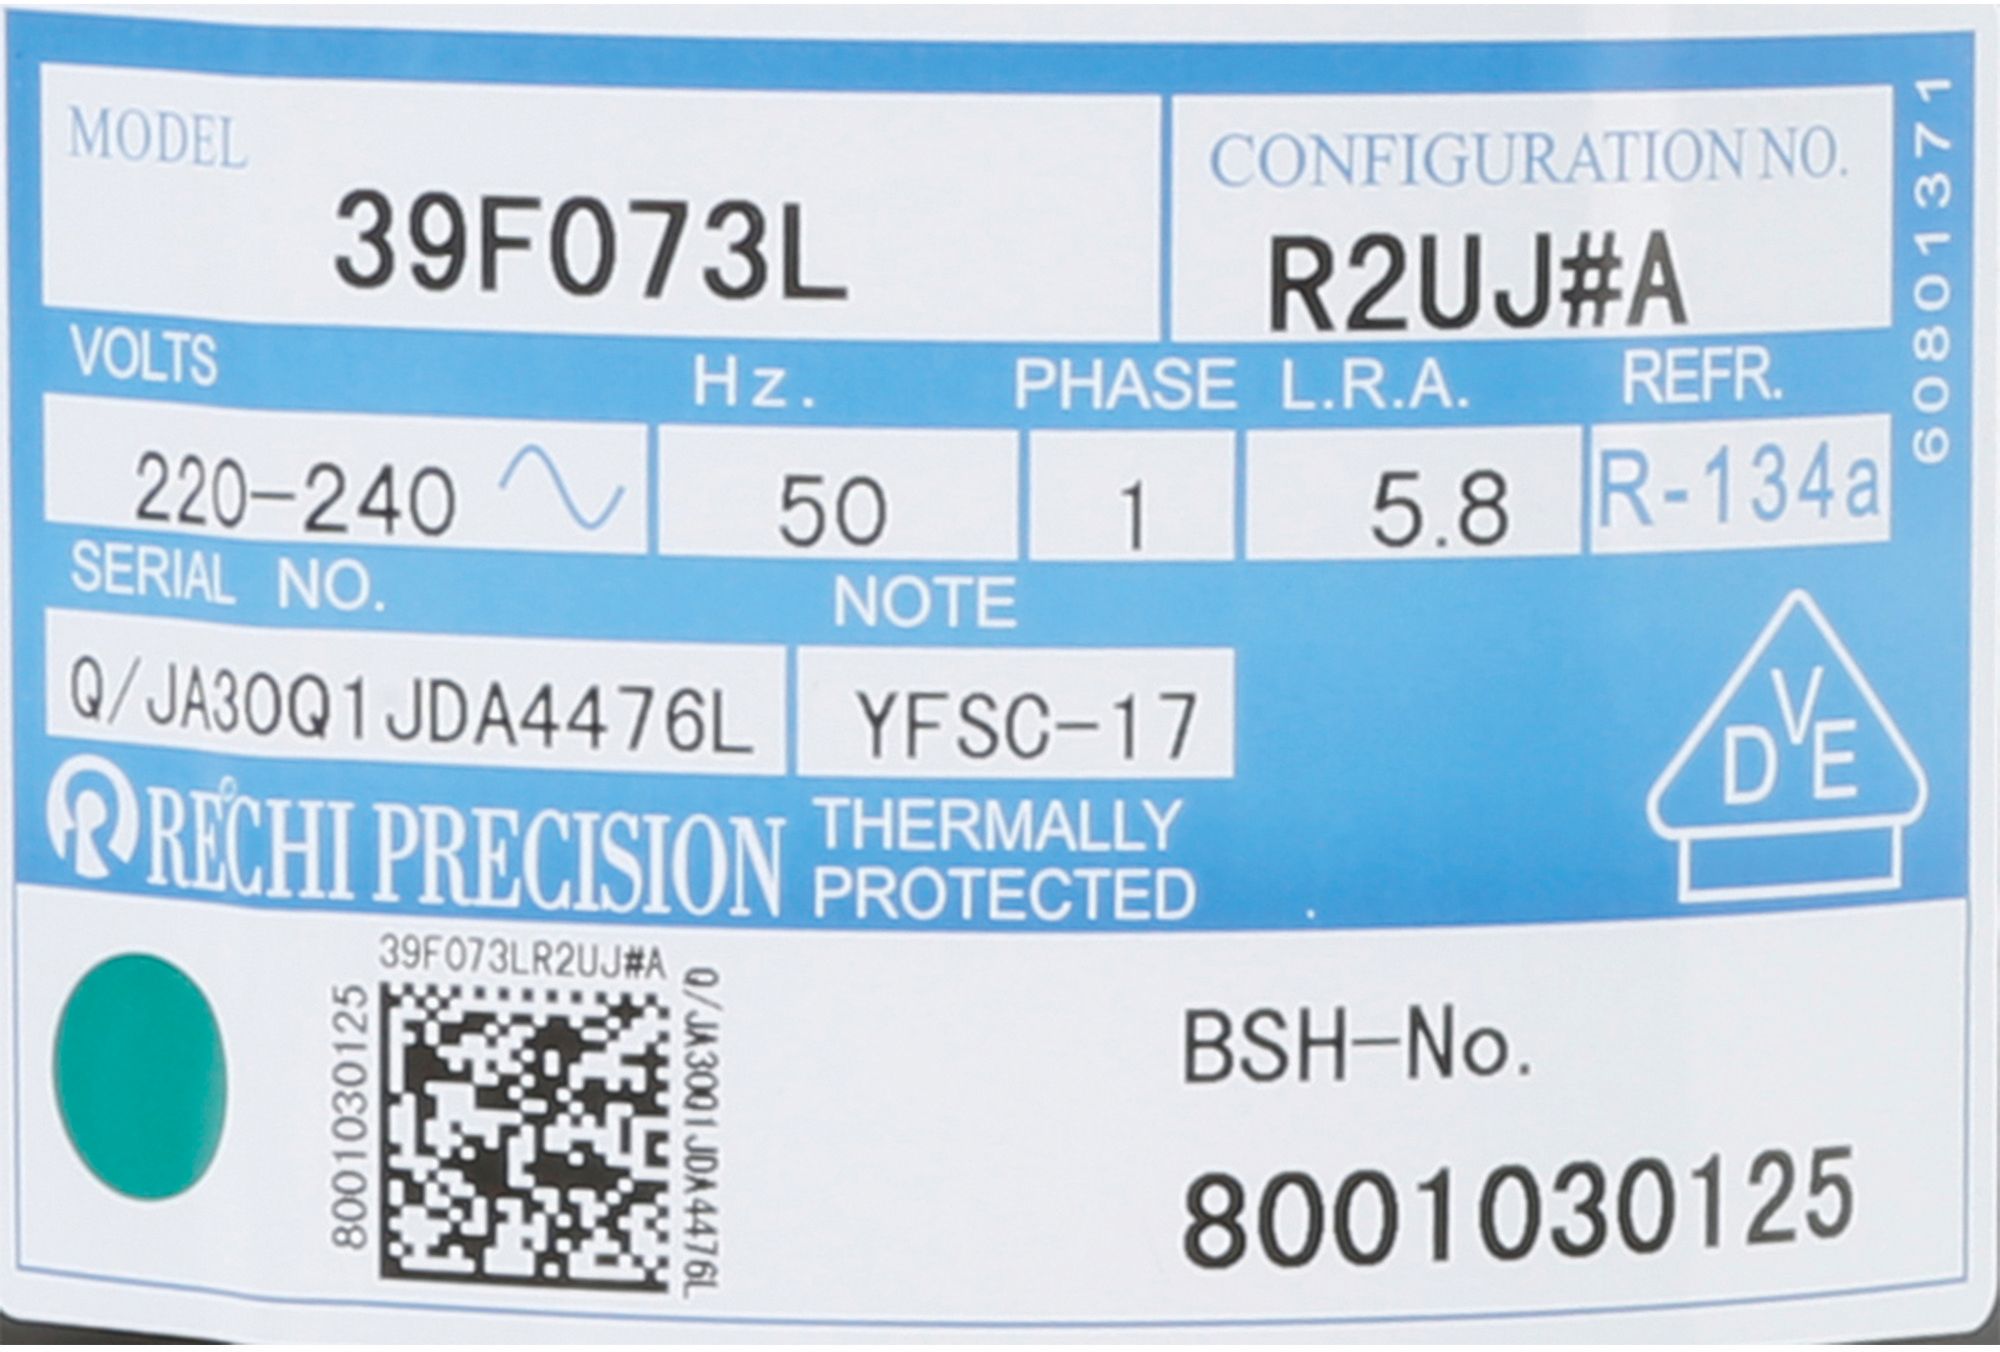 MODEL
39F073L
CONFIGURATION NO.
R2UJ#A
60801371
VOLTS Hz. PHASE L.R.A. REFR.
220-240 50 1 5.8 R-134a
SERIAL NO. NOTE
Q/JA30Q1JDA4476L YFSC-17
RECHI PRECISION
THERMALLY
PROTECTED
VDE
39F073LR2UJ#A
8001030125
Q/JA30Q1JDA4476L
BSH-No.
8001030125